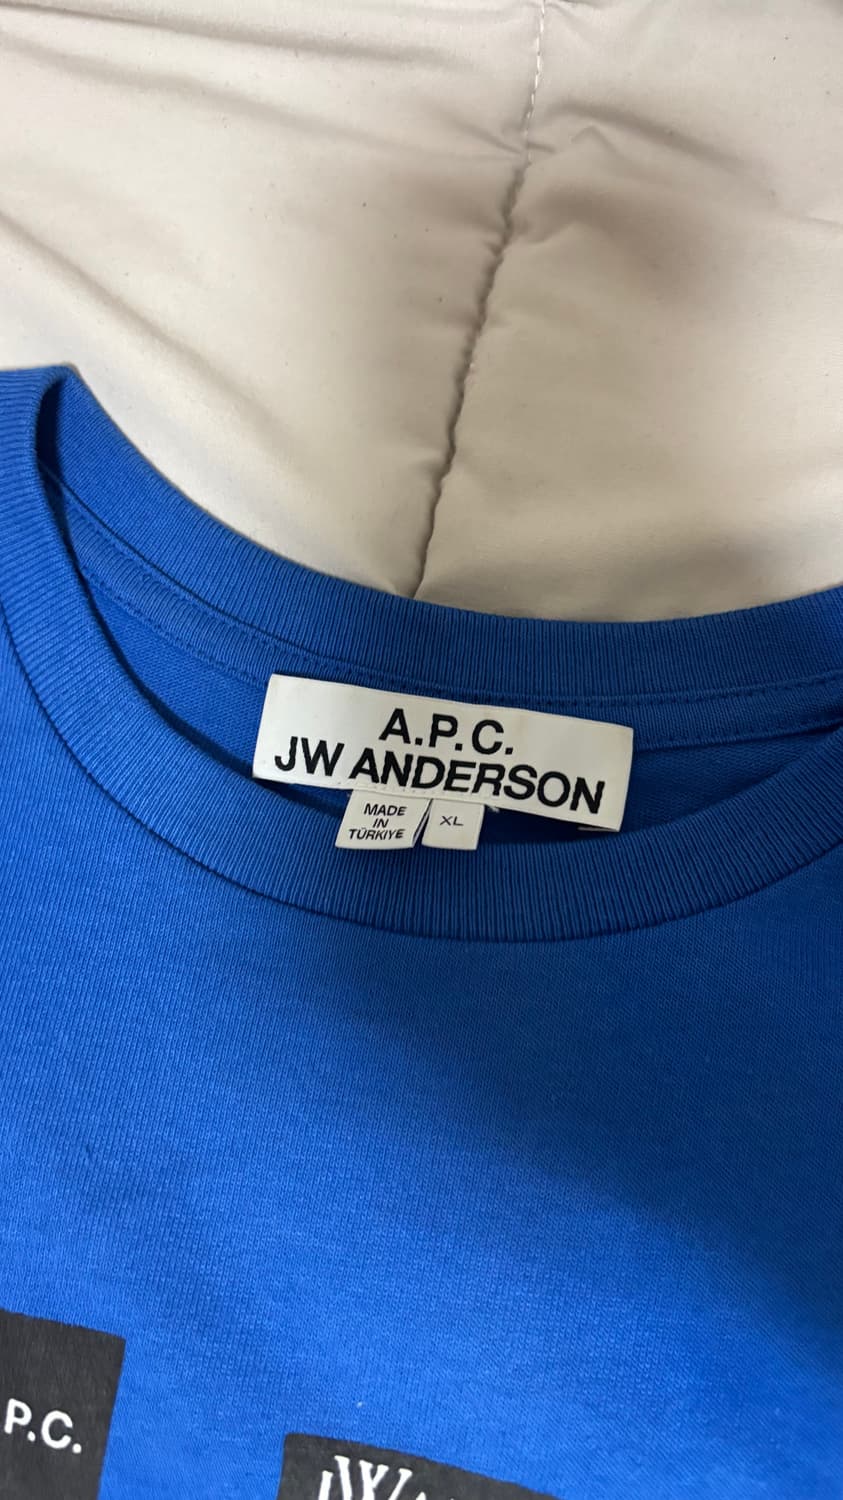 A.P.C.
JW ANDERSON
MADE
IN
TÜRKIYE
XL
P.C.